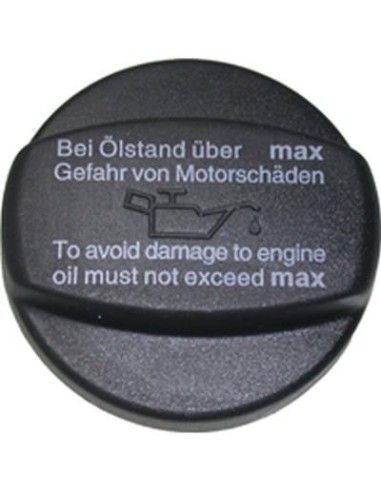 Bei Ölstand über max
Gefahr von Motorschäden
To avoid damage to engine
oil must not exceed max